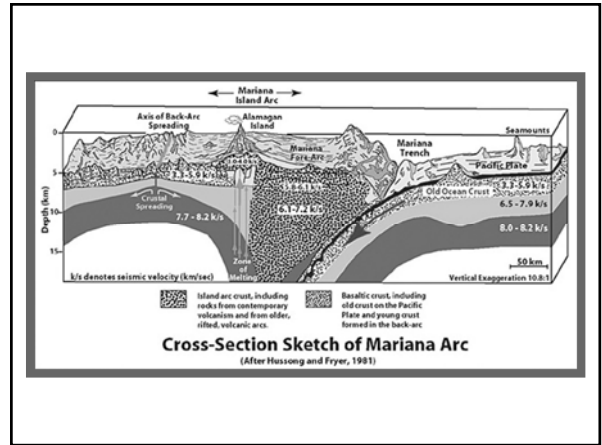 Mariana
Island Arc
Axis of Back-Arc
Spreading
Alamagan
Island
Mariana
Fore-Arc
Mariana
Trench
Seamounts
Pacific Plate
0
5
10
15
Depth (km)
3.3-5.9 k/s
Crustal
Spreading
7.7 - 8.2 k/s
6.1-7.2 k/s
Zone
of
Melting
Old Ocean Crust
3.3-5.9 k/s
6.5 - 7.9 k/s
8.0 - 8.2 k/s
50 km
k/s denotes seismic velocity (km/sec)
Vertical Exaggeration 10.8:1
Island arc crust, including
rocks from contemporary
volcanism and from older,
rifted, volcanic arcs.
Basaltic crust, including
old crust on the Pacific
Plate and young crust
formed in the back-arc
Cross-Section Sketch of Mariana Arc
(After Hussong and Fryer, 1981)